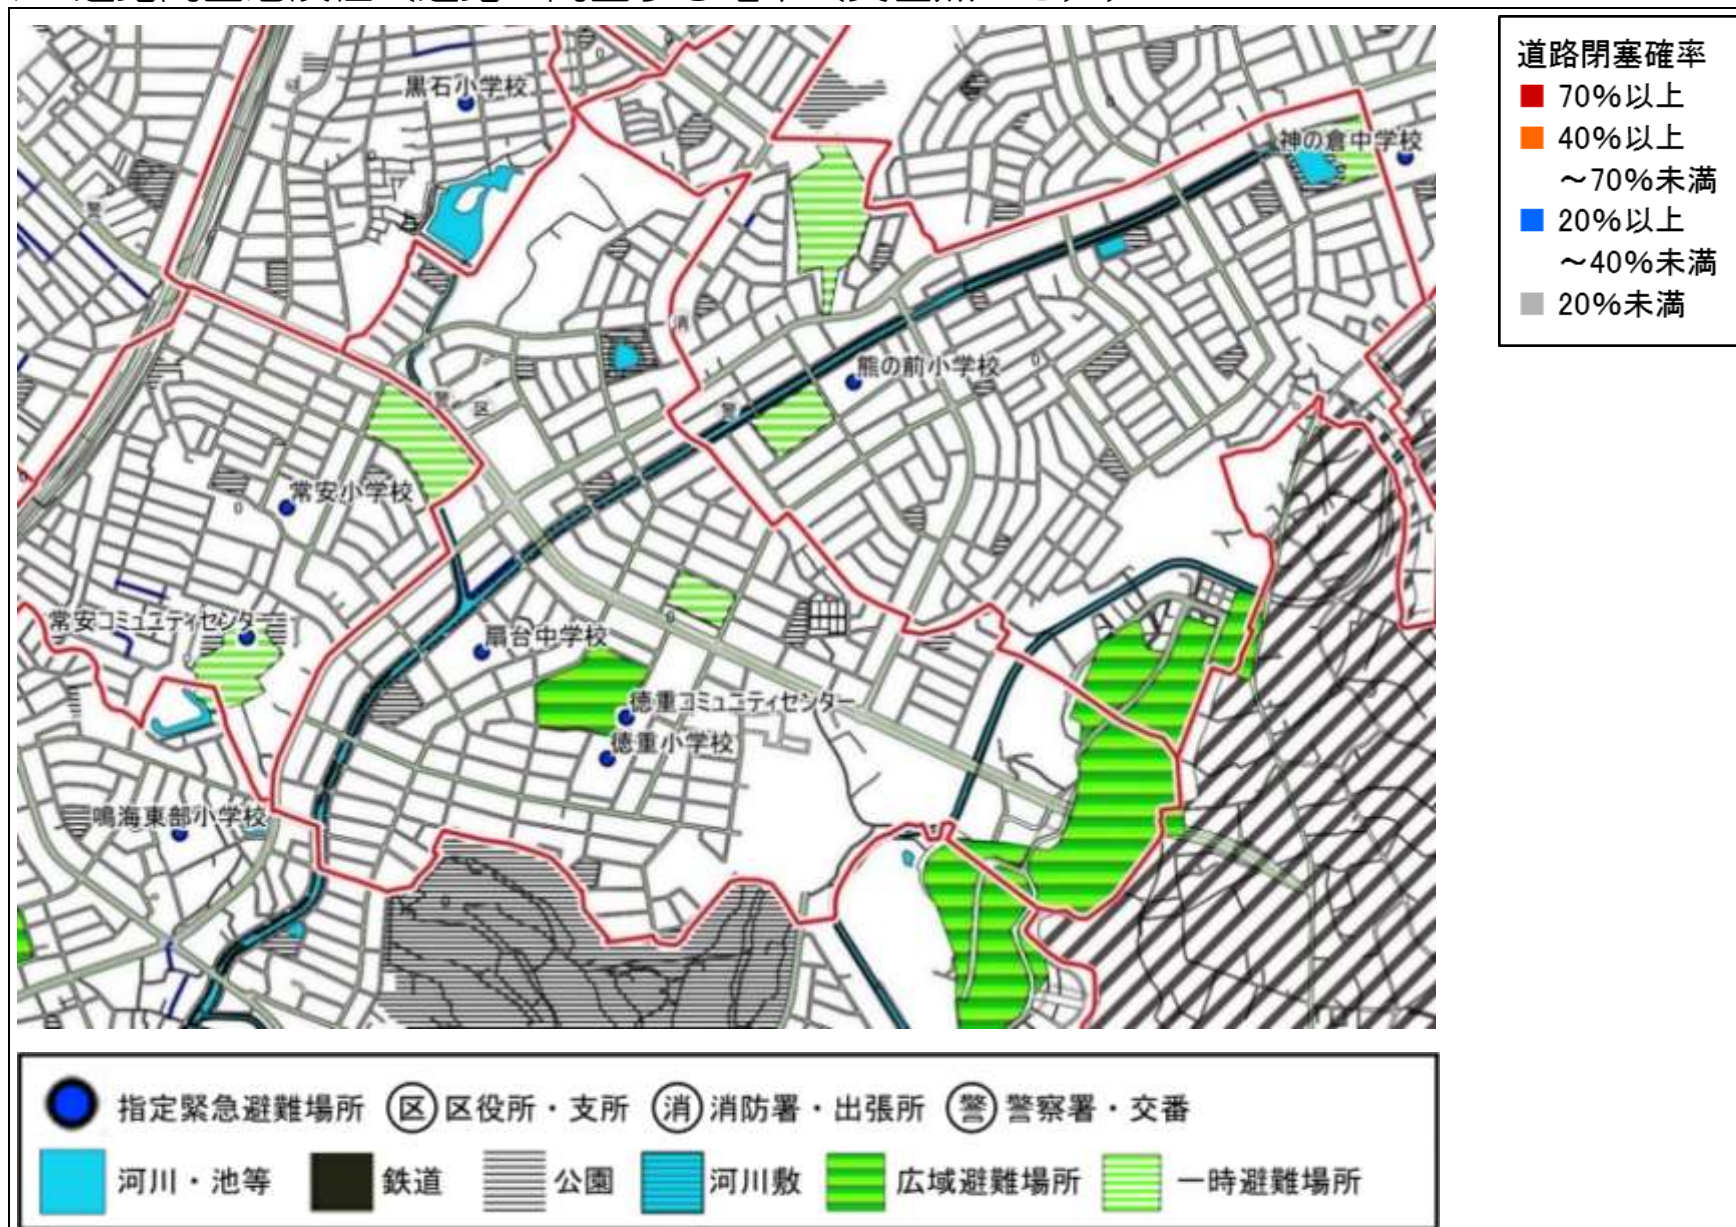 道路閉塞確率
70％以上
40％以上
～70％未満
20％以上
～40％未満
20％未満
黒石小学校
神の倉中学校
消
熊の前小学校
警
区
警
常安小学校
常安コミュニティセンター
扇台中学校
徳重コミュニティセンター
徳重小学校
鳴海東部小学校
指定緊急避難場所
区 区役所・支所
消 消防署・出張所
警 警察署・交番
河川・池等
鉄道
公園
河川敷
広域避難場所
一時避難場所